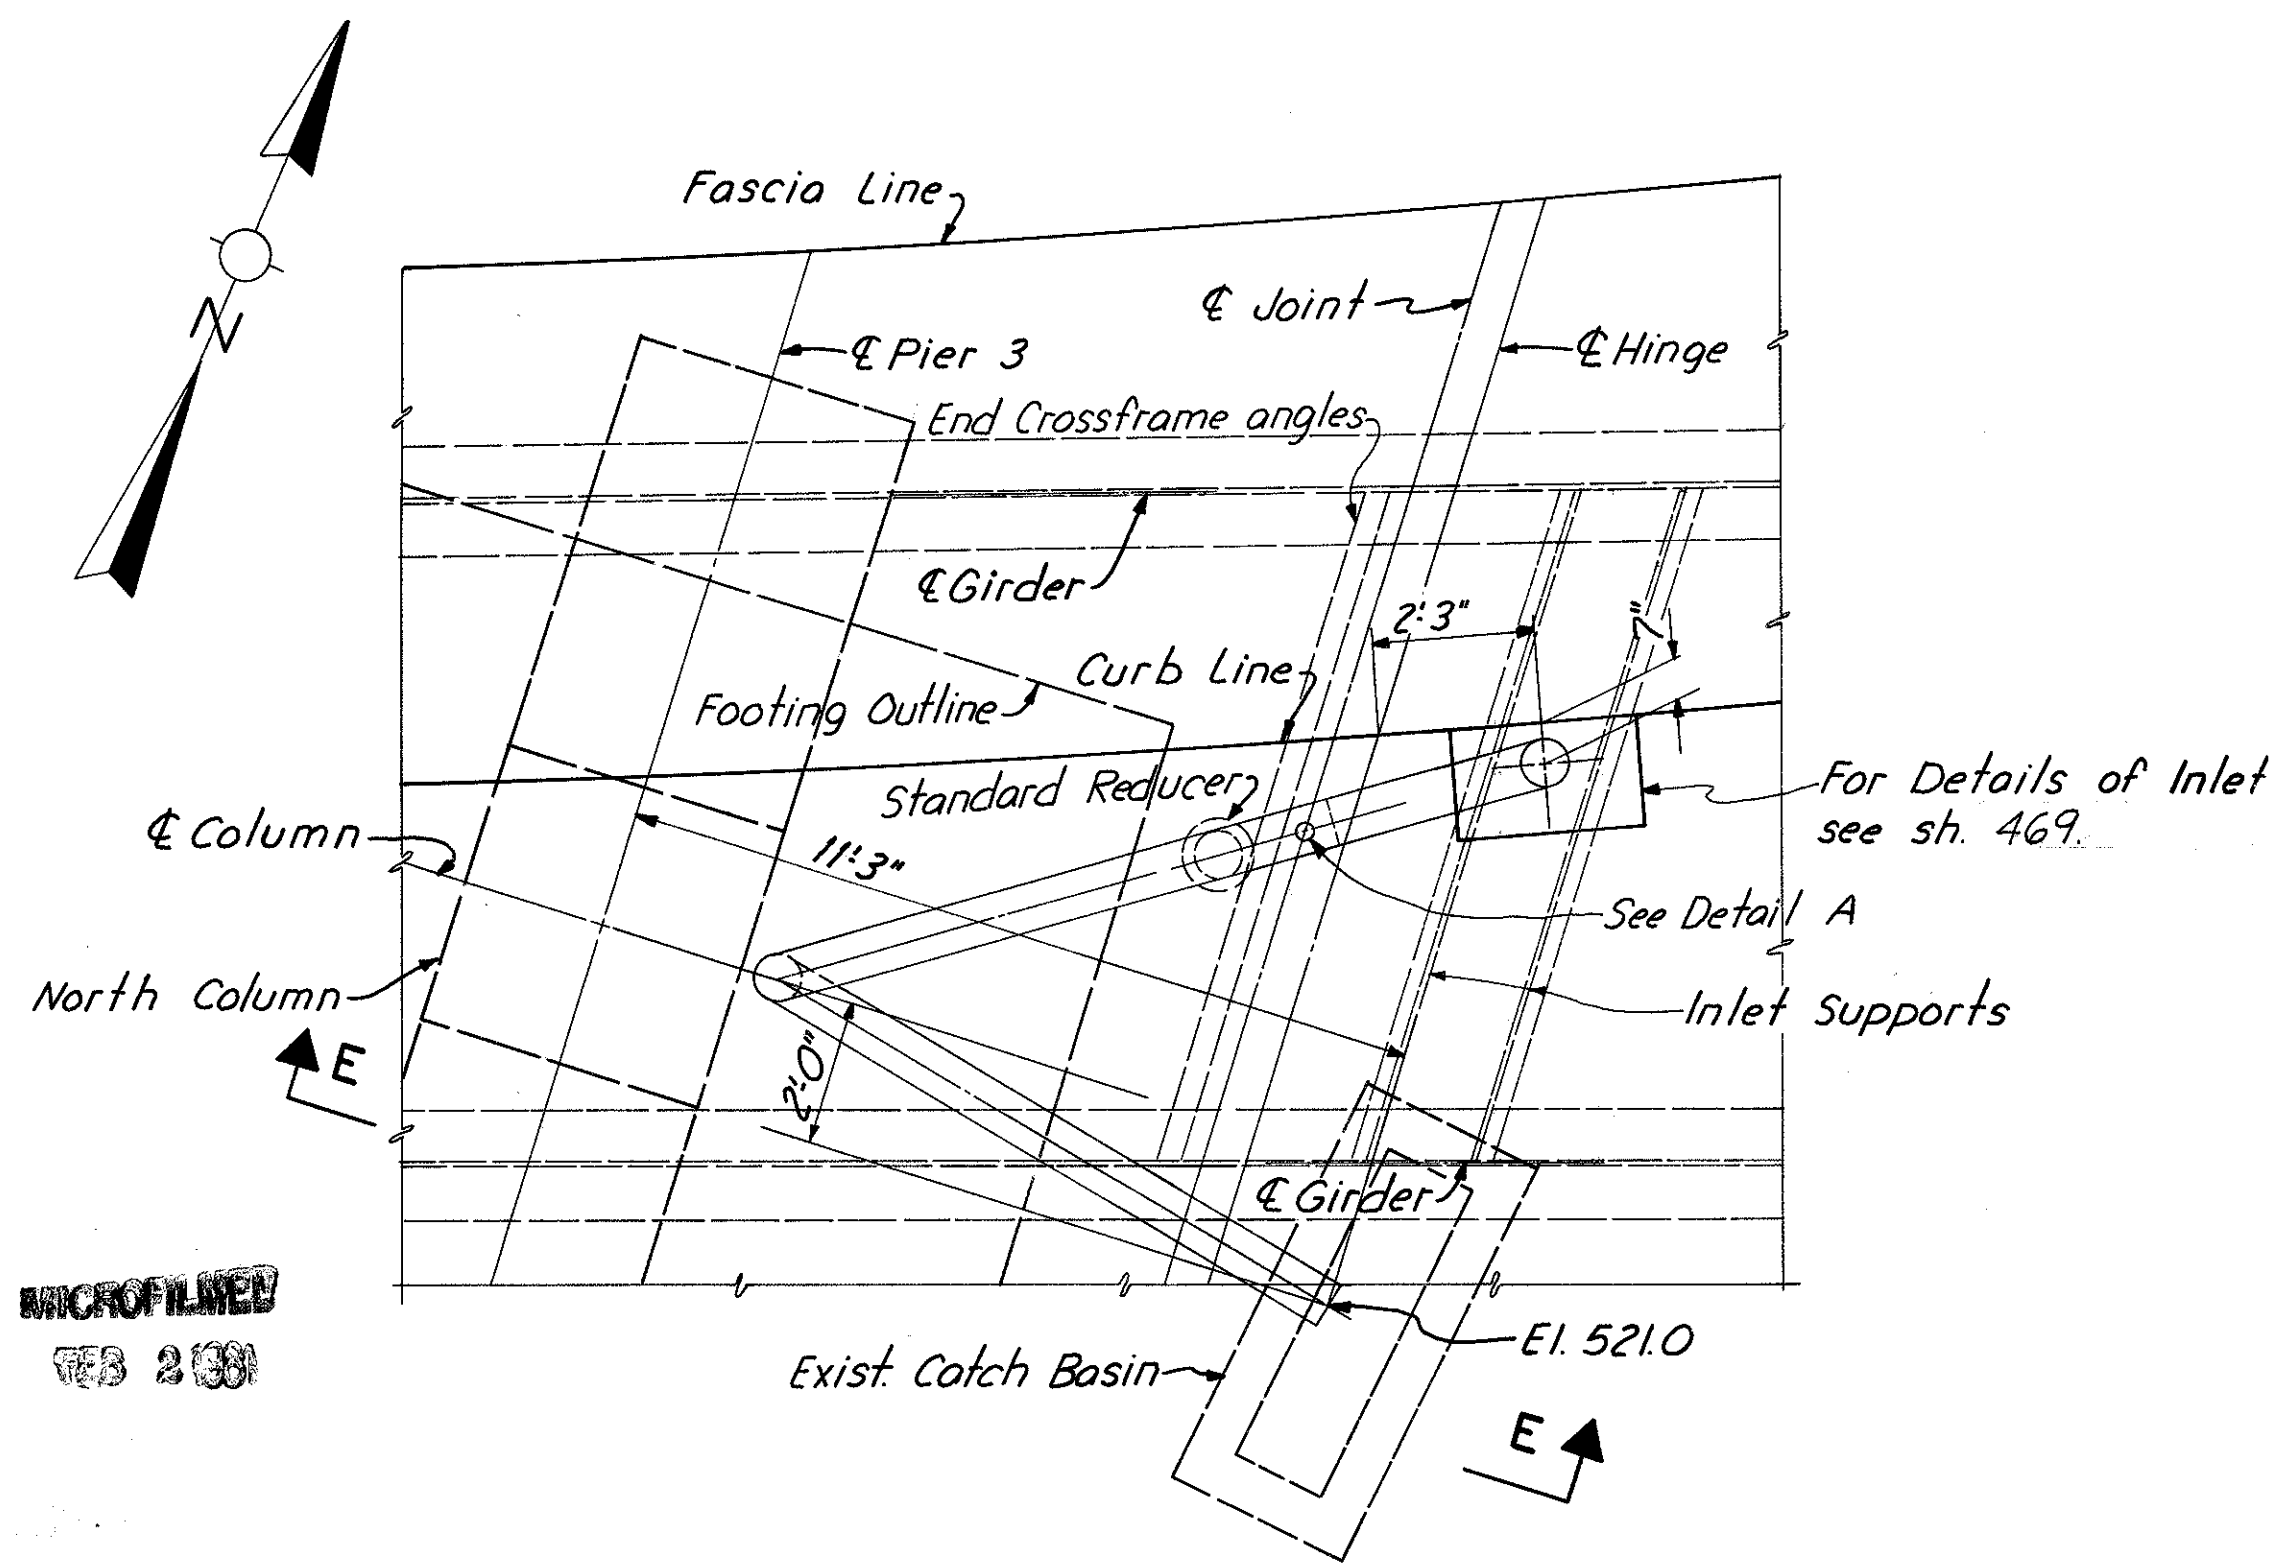 Fascia Line
℄ Joint
N
℄ Pier 3
℄ Hinge
End Crossframe angles
℄ Girder
2'-3"
7"
Curb Line
Footing Outline
Standard Reducer
For Details of Inlet
see sh. 469.
℄ Column
11'-3"
See Detail A
North Column
Inlet Supports
E
2'-0"
℄ Girder
MICROFILMED
FEB 2
El. 521.0
Exist. Catch Basin
E